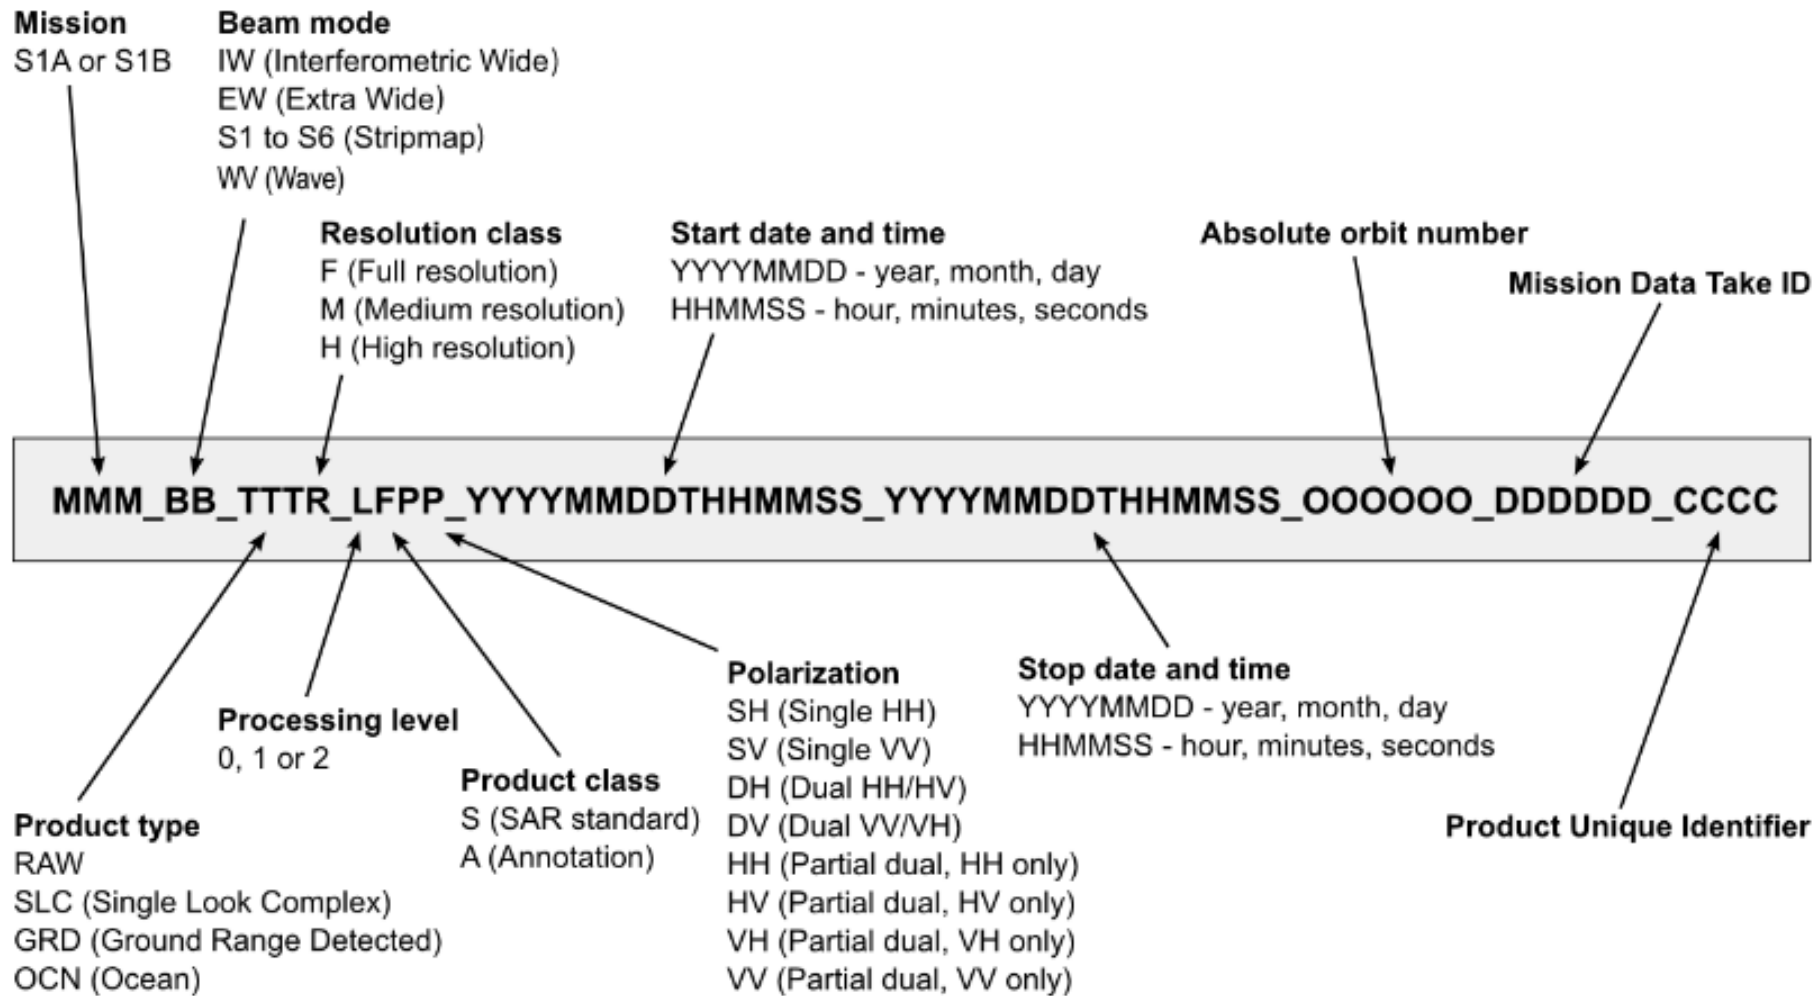 Mission
S1A or S1B
Beam mode
IW (Interferometric Wide)
EW (Extra Wide)
S1 to S6 (Stripmap)
WV (Wave)
Resolution class
F (Full resolution)
M (Medium resolution)
H (High resolution)
Start date and time
YYYYMMDD - year, month, day
HHMMSS - hour, minutes, seconds
Absolute orbit number
Mission Data Take ID
MMM_BB_TTTR_LFPP_YYYYMMDDTHHMMSS_YYYYMMDDTHHMMSS_OOOOOO_DDDDDD_CCCC
Product type
RAW
SLC (Single Look Complex)
GRD (Ground Range Detected)
OCN (Ocean)
Processing level
0, 1 or 2
Product class
S (SAR standard)
A (Annotation)
Polarization
SH (Single HH)
SV (Single VV)
DH (Dual HH/HV)
DV (Dual VV/VH)
HH (Partial dual, HH only)
HV (Partial dual, HV only)
VH (Partial dual, VH only)
VV (Partial dual, VV only)
Stop date and time
YYYYMMDD - year, month, day
HHMMSS - hour, minutes, seconds
Product Unique Identifier